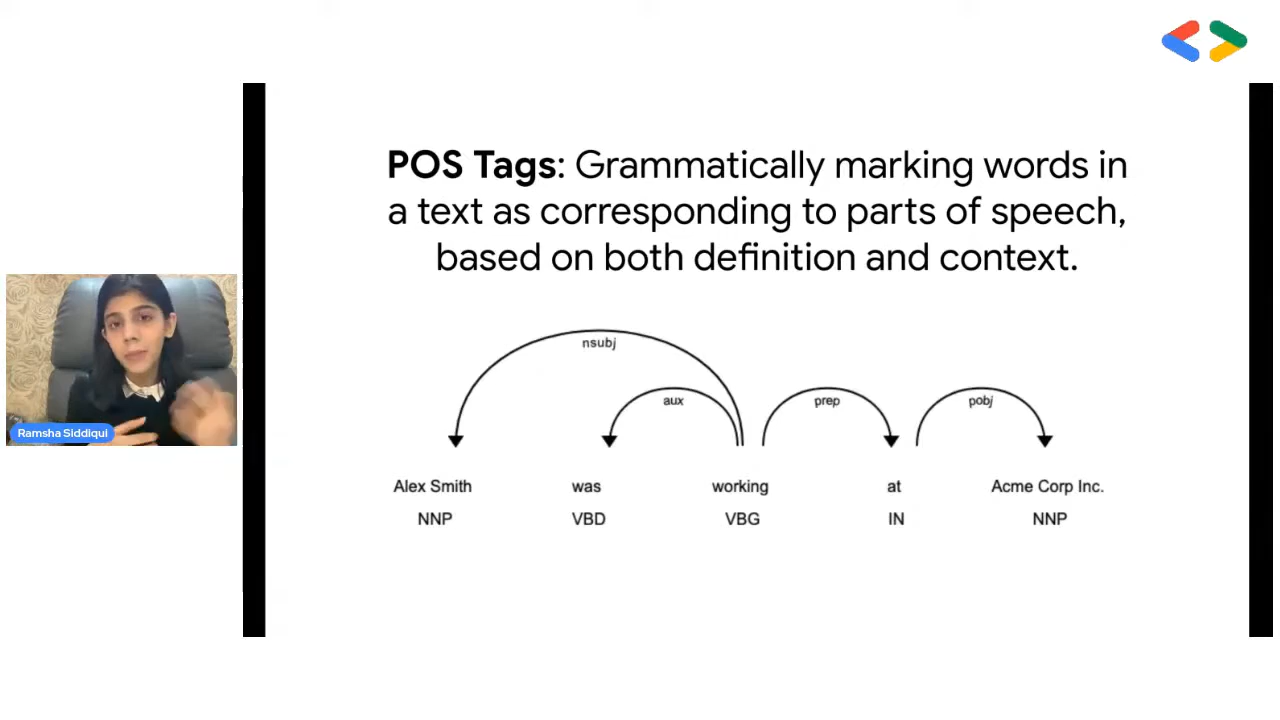 POS Tags: Grammatically marking words in
a text as corresponding to parts of speech,
based on both definition and context.
nsubj
aux
prep
pobj
Ramsha Siddiqui
Alex Smith was working at Acme Corp Inc.
NNP VBD VBG IN NNP